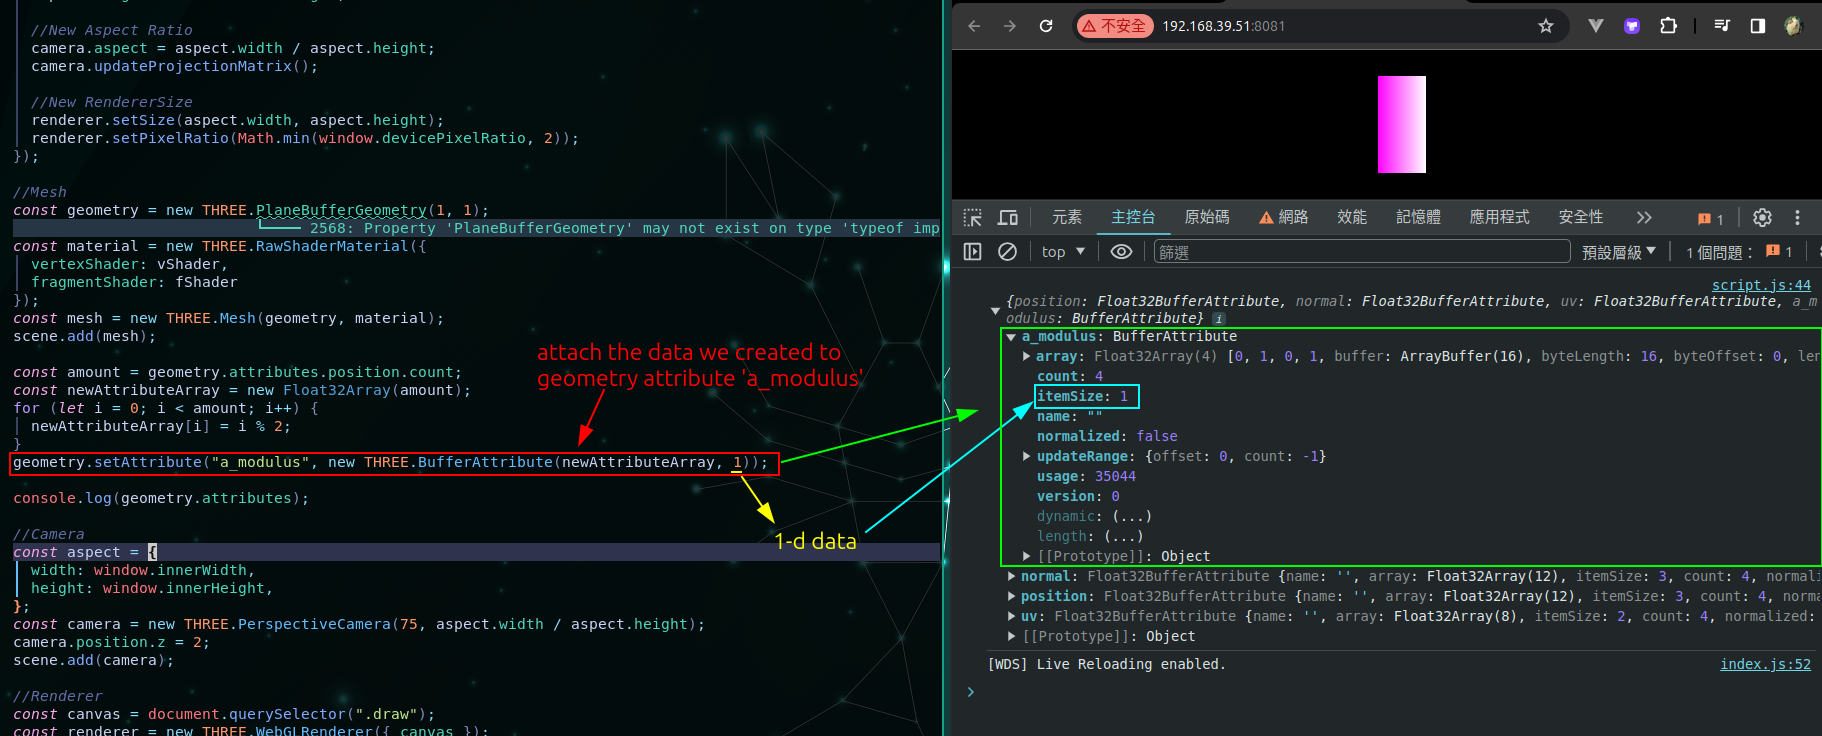 //New Aspect Ratio
camera.aspect = aspect.width / aspect.height;
camera.updateProjectionMatrix();
//New RendererSize
renderer.setSize(aspect.width, aspect.height);
renderer.setPixelRatio(Math.min(window.devicePixelRatio, 2));
});
//Mesh
const geometry = new THREE.PlaneBufferGeometry(1, 1);
2568: Property 'PlaneBufferGeometry' may not exist on type 'typeof imp
const material = new THREE.RawShaderMaterial({
vertexShader: vShader,
fragmentShader: fShader
});
const mesh = new THREE.Mesh(geometry, material);
scene.add(mesh);
attach the data we created to
geometry attribute 'a_modulus'
const amount = geometry.attributes.position.count;
const newAttributeArray = new Float32Array(amount);
for (let i = 0; i < amount; i++) {
newAttributeArray[i] = i % 2;
}
geometry.setAttribute("a_modulus", new THREE.BufferAttribute(newAttributeArray, 1));
console.log(geometry.attributes);
1-d data
//Camera
const aspect = {
width: window.innerWidth,
height: window.innerHeight,
};
const camera = new THREE.PerspectiveCamera(75, aspect.width / aspect.height);
camera.position.z = 2;
scene.add(camera);
//Renderer
const canvas = document.querySelector(".draw");
const renderer = new THREE.WebGLRenderer({ canvas });
不安全 192.168.39.51:8081
元素 主控台 原始碼 網路 效能 記憶體 應用程式 安全性 1
top 篩選 預設層級 1 個問題： 1
script.js:44
{position: Float32BufferAttribute, normal: Float32BufferAttribute, uv: Float32BufferAttribute, a_m
odulus: BufferAttribute} i
a_modulus: BufferAttribute
array: Float32Array(4) [0, 1, 0, 1, buffer: ArrayBuffer(16), byteLength: 16, byteOffset: 0, len
count: 4
itemSize: 1
name: ""
normalized: false
updateRange: {offset: 0, count: -1}
usage: 35044
version: 0
dynamic: (...)
length: (...)
[[Prototype]]: Object
normal: Float32BufferAttribute {name: '', array: Float32Array(12), itemSize: 3, count: 4, normali
position: Float32BufferAttribute {name: '', array: Float32Array(12), itemSize: 3, count: 4, norma
uv: Float32BufferAttribute {name: '', array: Float32Array(8), itemSize: 2, count: 4, normalized:
[[Prototype]]: Object
[WDS] Live Reloading enabled. index.js:52